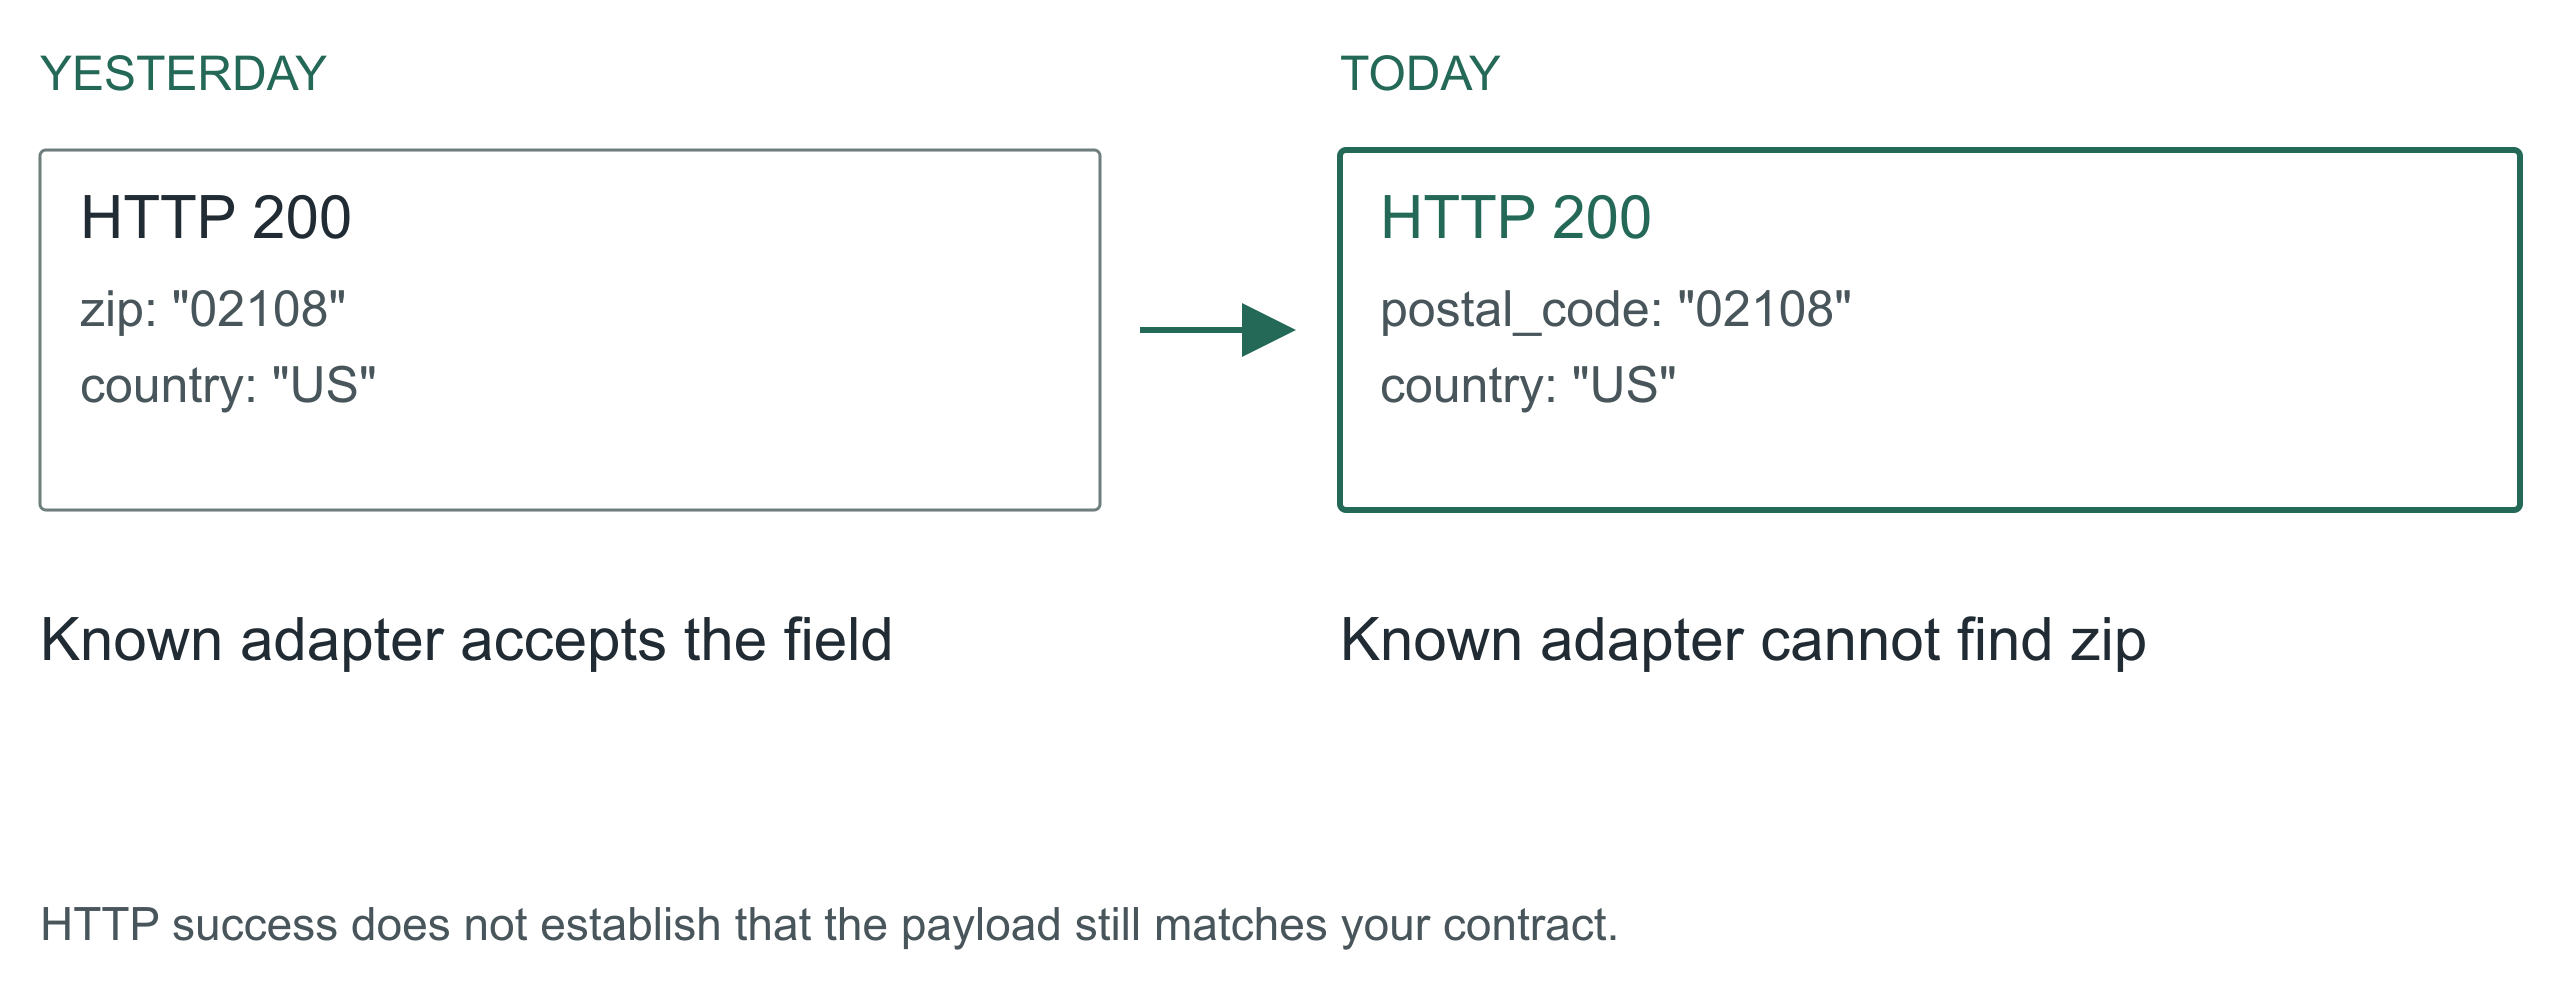 YESTERDAY
HTTP 200
zip: "02108"
country: "US"
Known adapter accepts the field
TODAY
HTTP 200
postal_code: "02108"
country: "US"
Known adapter cannot find zip
HTTP success does not establish that the payload still matches your contract.